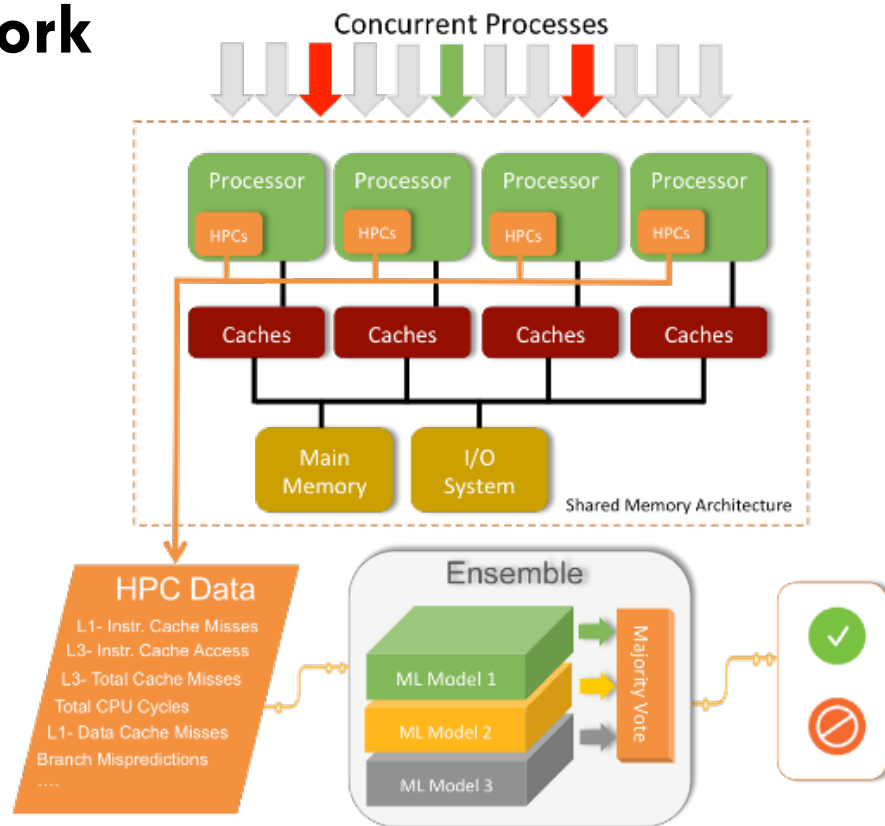 ork
Concurrent Processes
Processor
Processor
Processor
Processor
HPCs
HPCs
HPCs
HPCs
Caches
Caches
Caches
Caches
Main
Memory
I/O
System
Shared Memory Architecture
HPC Data
L1- Instr. Cache Misses
L3- Instr. Cache Access
L3- Total Cache Misses
Total CPU Cycles
L1- Data Cache Misses
Branch Mispredictions
....
Ensemble
ML Model 1
ML Model 2
ML Model 3
Majority Vote